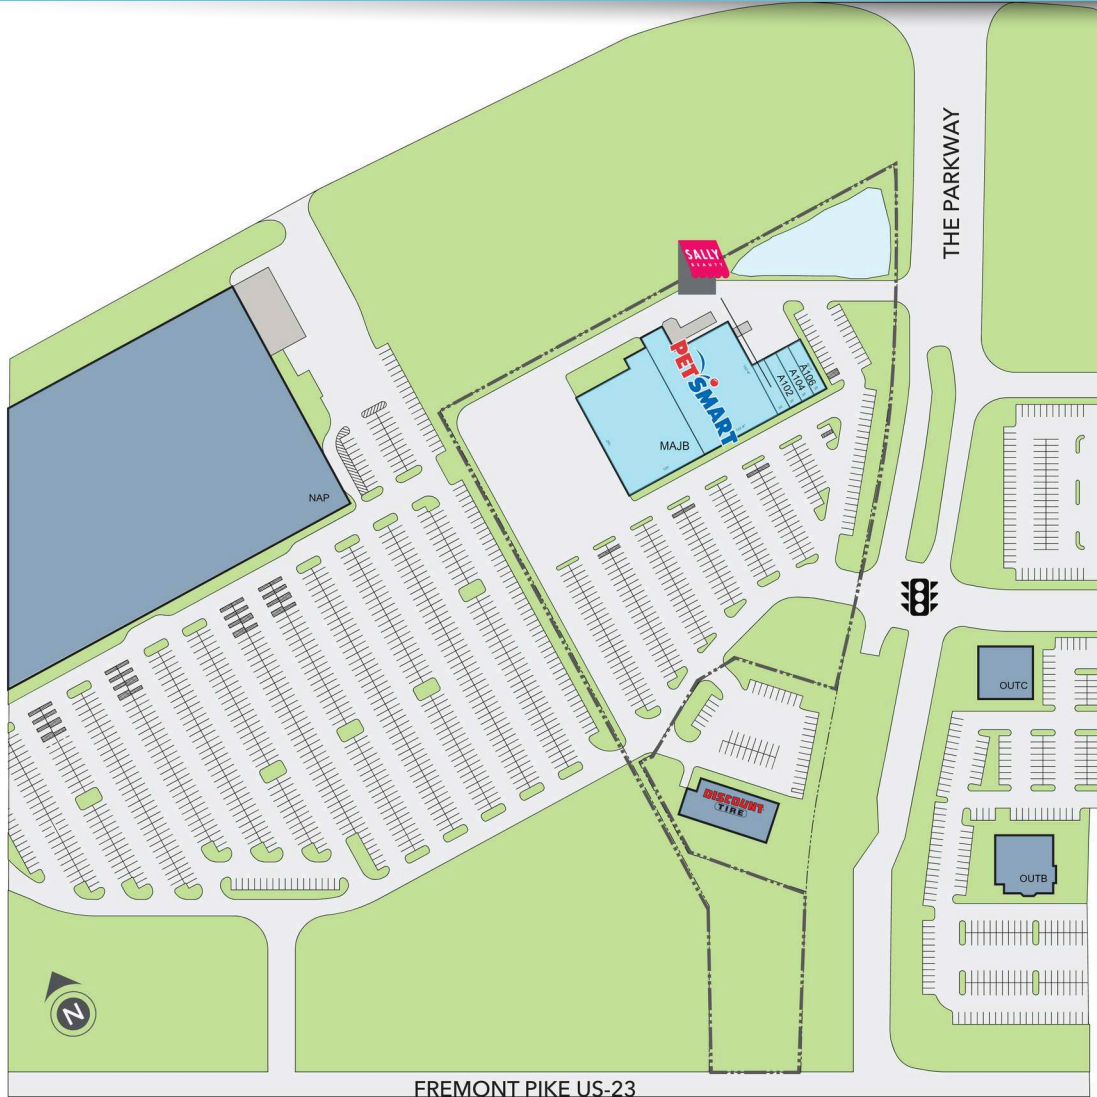 THE PARKWAY
SALLY
BEAUTY
PETSMART
A106
A104
A102
MAJB
NAP
OUTC
DISCOUNT
TIRE
OUTB
N
FREMONT PIKE US-23